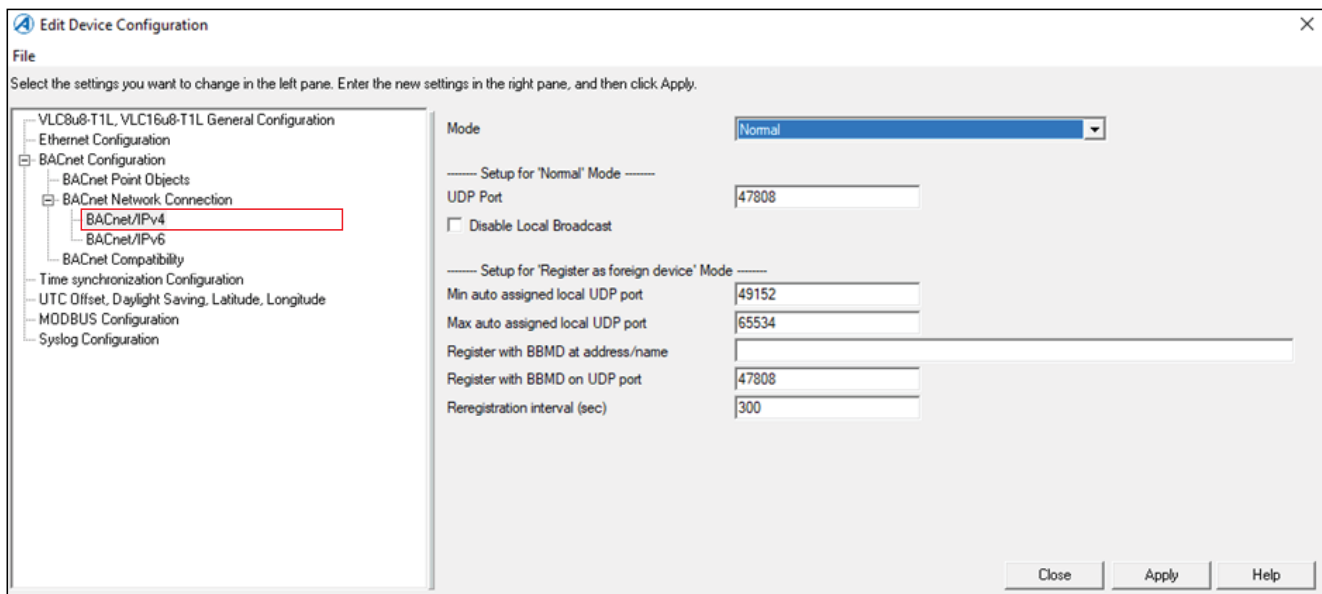 Edit Device Configuration
File
Select the settings you want to change in the left pane. Enter the new settings in the right pane, and then click Apply.
VLC8u8-T1L, VLC16u8-T1L General Configuration
Ethernet Configuration
BACnet Configuration
BACnet Point Objects
BACnet Network Connection
BACnet/IPv4
BACnet/IPv6
BACnet Compatibility
Time synchronization Configuration
UTC Offset, Daylight Saving, Latitude, Longitude
MODBUS Configuration
Syslog Configuration
Mode Normal
------- Setup for 'Normal' Mode -------
UDP Port 47808
Disable Local Broadcast
------- Setup for 'Register as foreign device' Mode -------
Min auto assigned local UDP port 49152
Max auto assigned local UDP port 65534
Register with BBMD at address/name
Register with BBMD on UDP port 47808
Reregistration interval (sec) 300
Close Apply Help